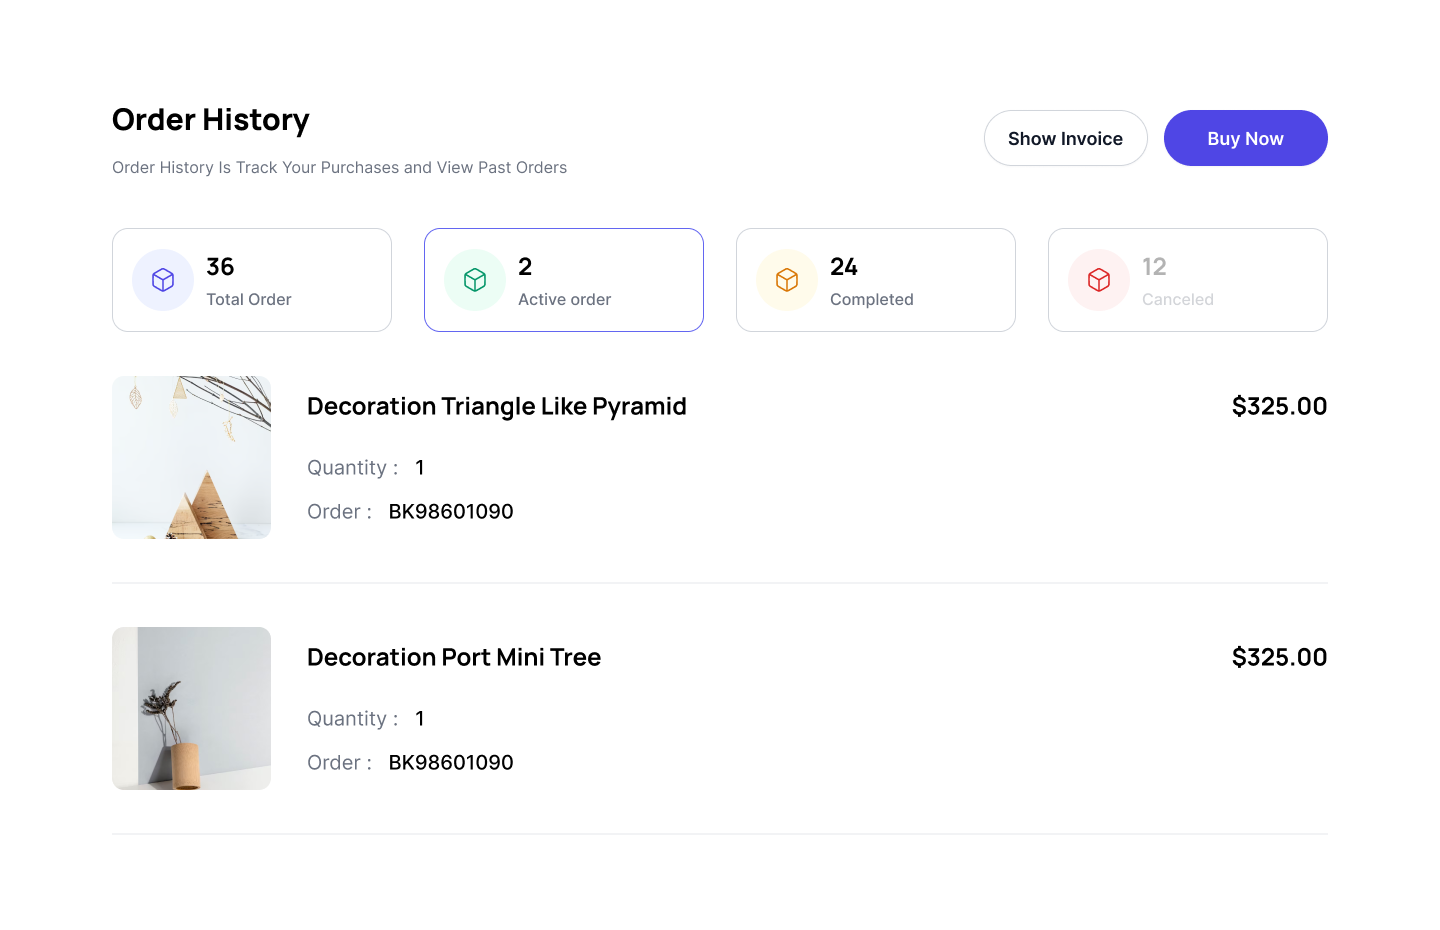 Order History
Order History Is Track Your Purchases and View Past Orders
Show Invoice
Buy Now
36
Total Order
2
Active order
24
Completed
12
Canceled
Decoration Triangle Like Pyramid
$325.00
Quantity : 1
Order : BK98601090
Decoration Port Mini Tree
$325.00
Quantity : 1
Order : BK98601090